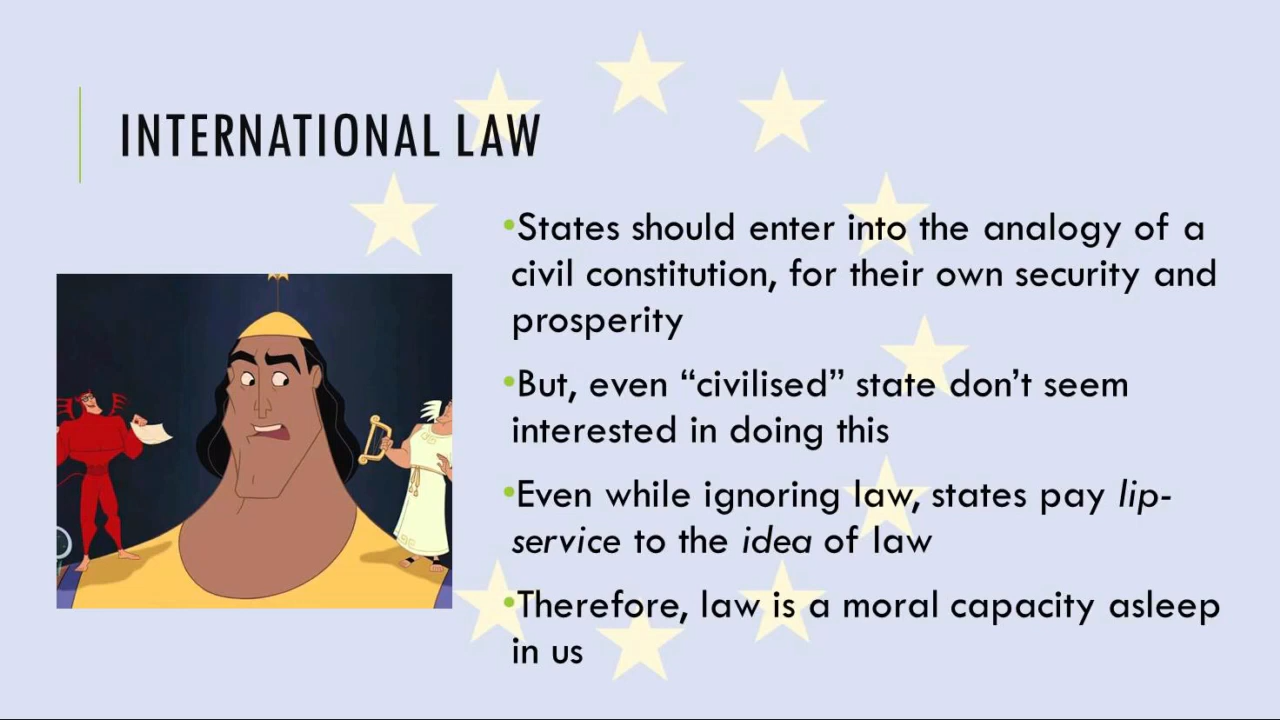 INTERNATIONAL LAW
•States should enter into the analogy of a
civil constitution, for their own security and
prosperity
•But, even “civilised” state don’t seem
interested in doing this
•Even while ignoring law, states pay lip-
service to the idea of law
•Therefore, law is a moral capacity asleep
in us